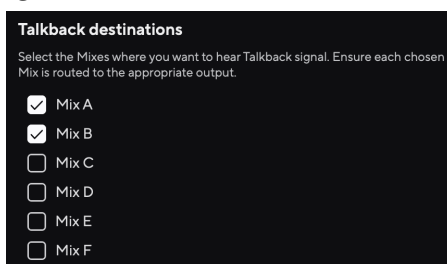 Talkback destinations
Select the Mixes where you want to hear Talkback signal. Ensure each chosen
Mix is routed to the appropriate output.
Mix A
Mix B
Mix C
Mix D
Mix E
Mix F